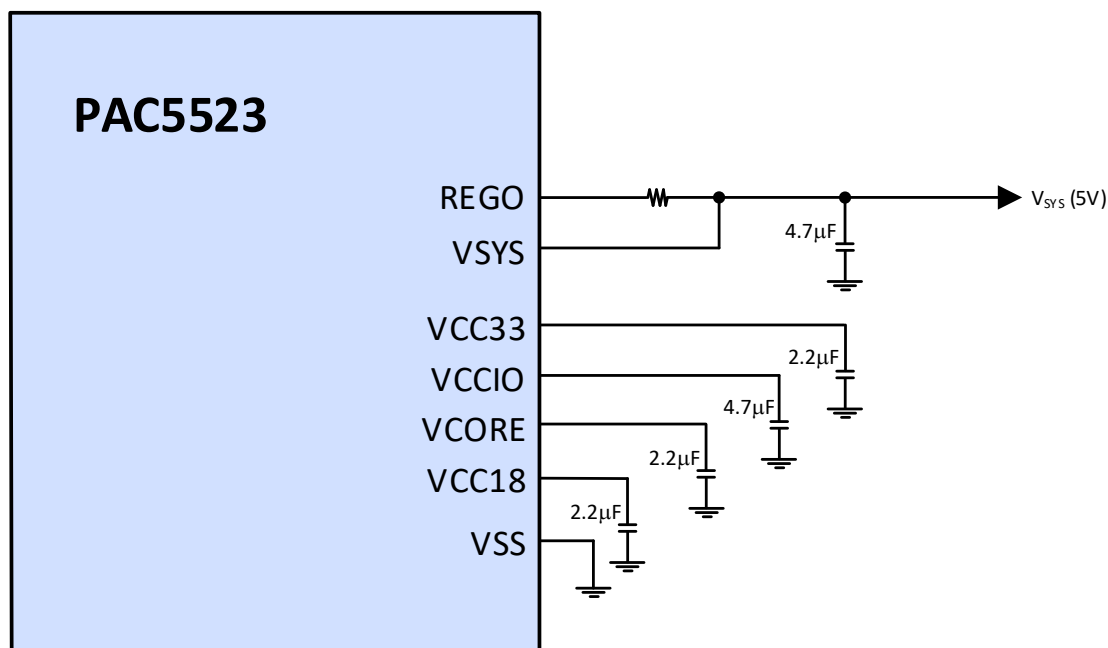 PAC5523
REGO
V_SYS (5V)
VSYS
4.7μF
VCC33
2.2μF
VCCIO
4.7μF
VCORE
2.2μF
VCC18
2.2μF
VSS